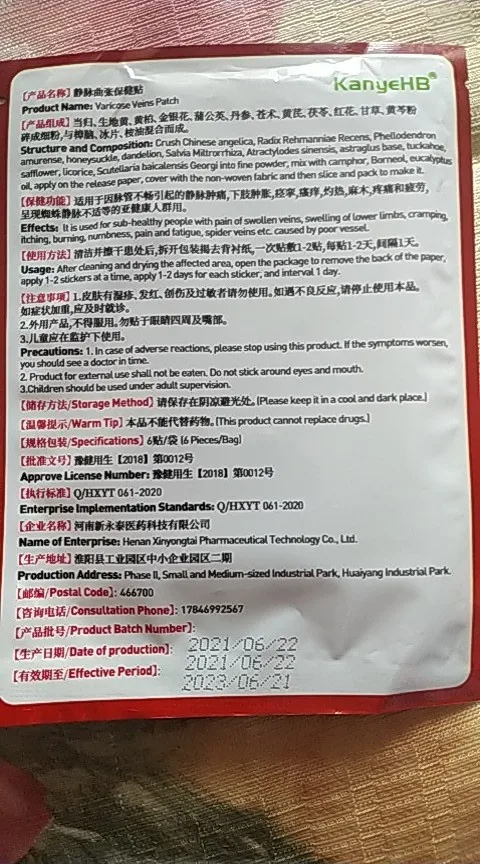 KanyeHB®
【产品名称】静脉曲张保健贴
Product Name: Varicose Veins Patch
【产品组成】当归、生地黄、黄柏、金银花、蒲公英、丹参、苍术、黄芪、茯苓、红花、甘草、黄芩粉
碎成细粉,与樟脑、冰片、桉油混合而成。
Structure and Composition: Crush Chinese angelica, Radix Rehmanniae Recens, Phellodendron
amurense, honeysuckle, dandelion, Salvia Miltrorrhiza, Atractylodes sinensis, astraglus base, tuckahoe,
safflower, licorice, Scutellaria baicalensis Georgi into fine powder, mix with camphor, Borneol, eucalyptus
oil, apply on the release paper, cover with the non-woven fabric and then slice and pack to make it.
【保健功能】适用于因脉管不畅引起的静脉肿痛,下肢肿胀,痉挛,瘙痒,灼热,麻木,疼痛和疲劳,
呈现蜘蛛静脉不适等的亚健康人群用。
Effects: It is used for sub-healthy people with pain of swollen veins, swelling of lower limbs, cramping,
itching, burning, numbness, pain and fatigue, spider veins etc. caused by poor vessel.
【使用方法】清洁并擦干患处后,拆开包装揭去背衬纸,一次贴敷1-2贴,每贴1-2天,间隔1天。
Usage: After cleaning and drying the affected area, open the package to remove the back of the paper,
apply 1-2 stickers at a time, apply 1-2 days for each sticker, and interval 1 day.
【注意事项】1.皮肤有湿疹、发红、创伤及过敏者请勿使用。如遇不良反应,请停止使用本品。
如症状加重,应及时就诊。
2.外用产品,不得服用。勿贴于眼睛四周及嘴部。
3.儿童应在监护下使用。
Precautions: 1. In case of adverse reactions, please stop using this product. If the symptoms worsen,
you should see a doctor in time.
2. Product for external use shall not be eaten. Do not stick around eyes and mouth.
3.Children should be used under adult supervision.
【储存方法/Storage Method】请保存在阴凉避光处。(Please keep it in a cool and dark place.)
【温馨提示/Warm Tip】本品不能代替药物。(This product cannot replace drugs.)
【规格包装/Specifications】6贴/袋 (6 Pieces/Bag)
【批准文号】豫健用生【2018】第0012号
Approve License Number: 豫健用生【2018】第0012号
【执行标准】Q/HXYT 061-2020
Enterprise Implementation Standards: Q/HXYT 061-2020
【企业名称】河南新永泰医药科技有限公司
Name of Enterprise: Henan Xinyongtai Pharmaceutical Technology Co., Ltd.
【生产地址】淮阳县工业园区中小企业园区二期
Production Address: Phase II, Small and Medium-sized Industrial Park, Huaiyang Industrial Park.
【邮编/Postal Code】: 466700
【咨询电话/Consultation Phone】: 17846992567
【产品批号/Product Batch Number】: 2021/06/22
【生产日期/Date of production】: 2021/06/22
【有效期至/Effective Period】: 2023/06/21